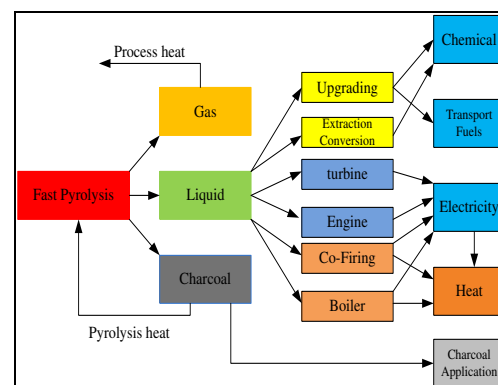 Process heat
Chemical
Upgrading
Gas
Extraction
Conversion
Transport
Fuels
turbine
Fast Pyrolysis
Liquid
Electricity
Engine
Co-Firing
Charcoal
Heat
Boiler
Pyrolysis heat
Charcoal
Application